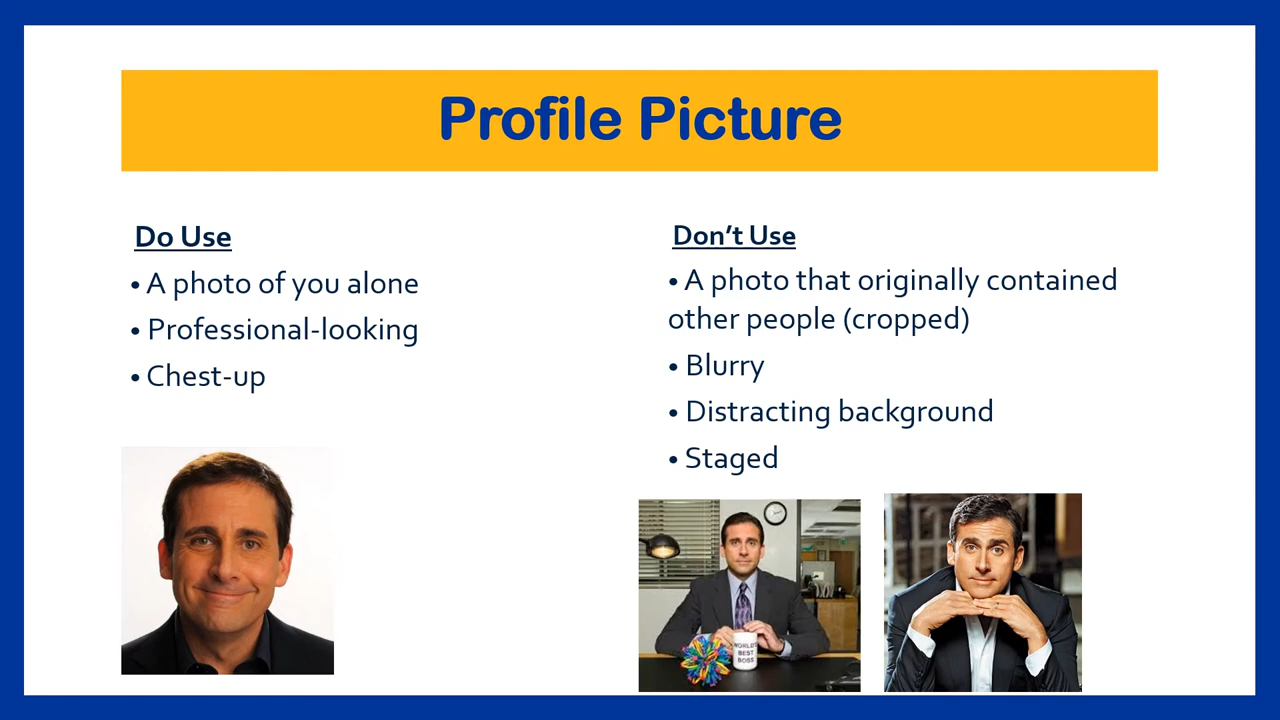 Profile Picture
Do Use
• A photo of you alone
• Professional-looking
• Chest-up
Don’t Use
• A photo that originally contained
other people (cropped)
• Blurry
• Distracting background
• Staged
WORLD'S
BEST
BOSS